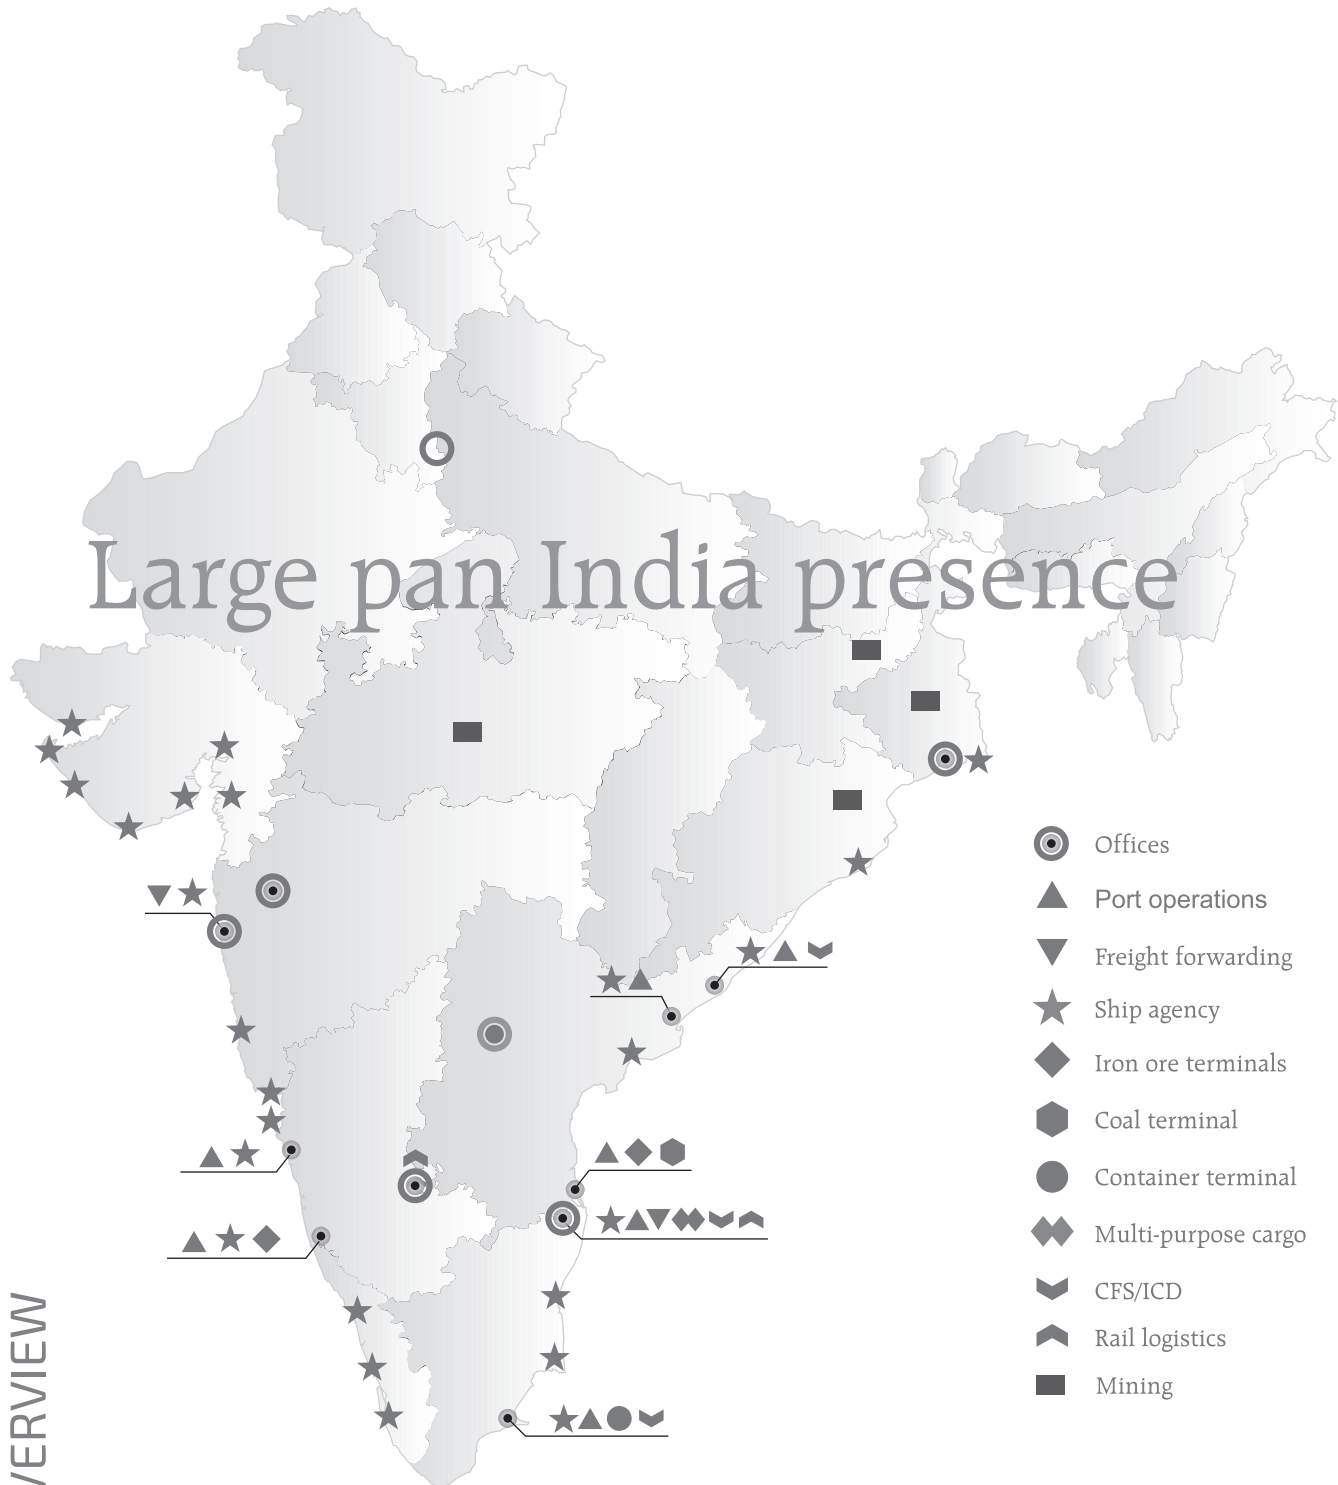 Large pan India presence
Offices
Port operations
Freight forwarding
Ship agency
Iron ore terminals
Coal terminal
Container terminal
Multi-purpose cargo
CFS/ICD
Rail logistics
Mining
VERVIEW